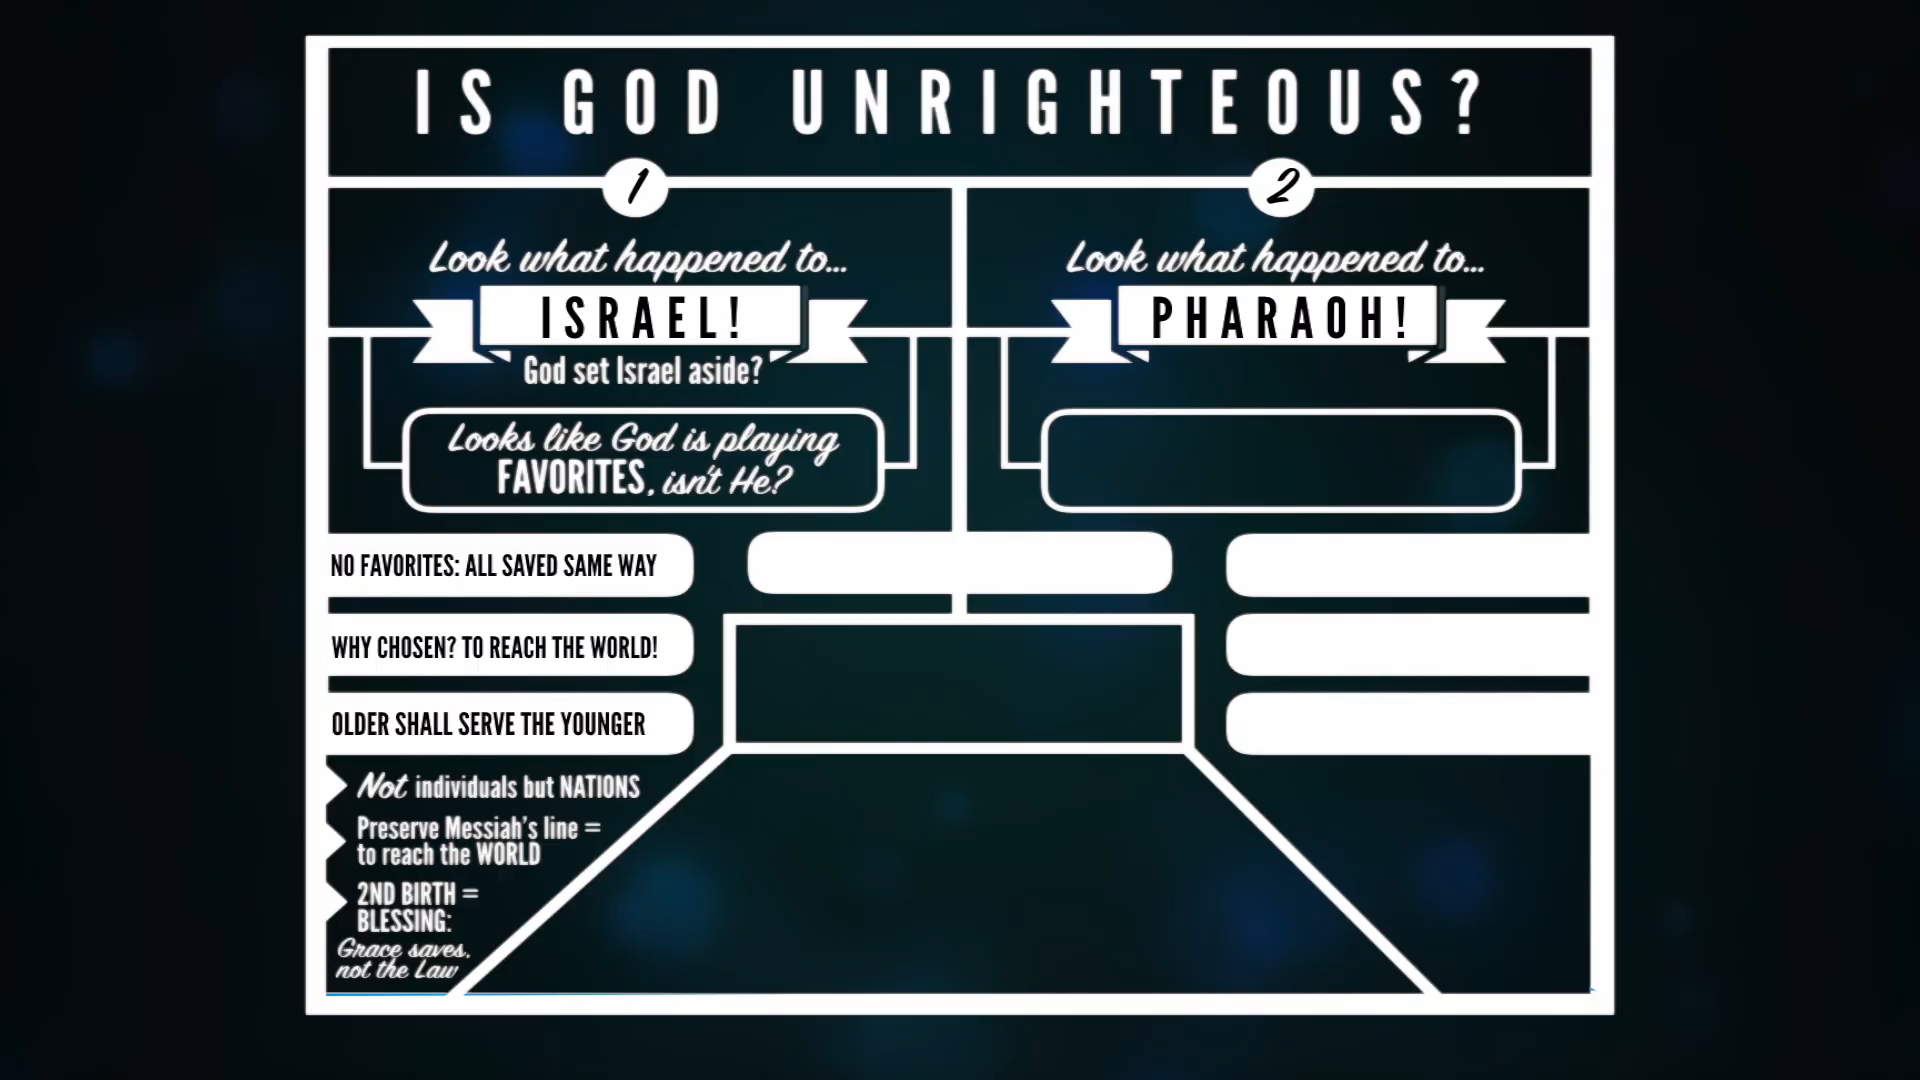 IS GOD UNRIGHTEOUS?
1
Look what happened to...
ISRAEL!
God set Israel aside?
Looks like God is playing
FAVORITES, isn't He?
NO FAVORITES: ALL SAVED SAME WAY
WHY CHOSEN? TO REACH THE WORLD!
OLDER SHALL SERVE THE YOUNGER
Not individuals but NATIONS
Preserve Messiah's line =
to reach the WORLD
2ND BIRTH =
BLESSING:
Grace saves,
not the Law
2
Look what happened to...
PHARAOH!